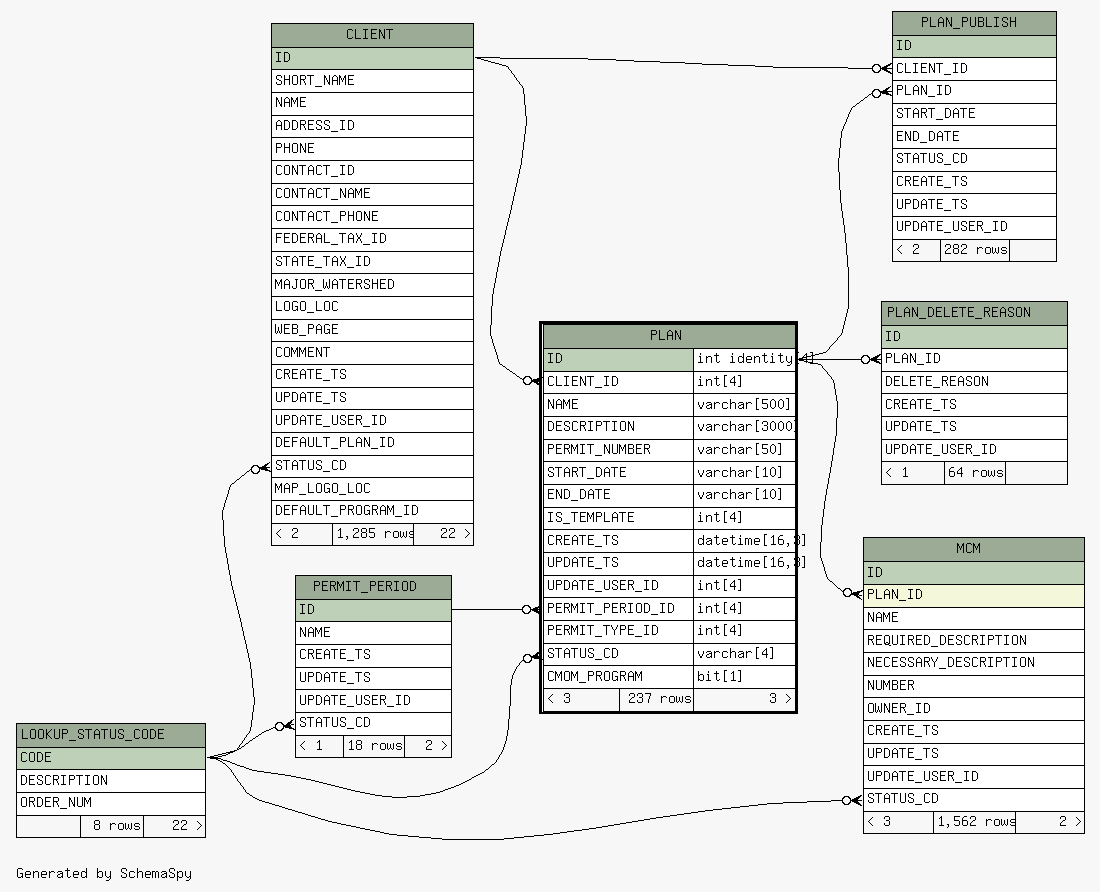 CLIENT
ID
SHORT_NAME
NAME
ADDRESS_ID
PHONE
CONTACT_ID
CONTACT_NAME
CONTACT_PHONE
FEDERAL_TAX_ID
STATE_TAX_ID
MAJOR_WATERSHED
LOGO_LOC
WEB_PAGE
COMMENT
CREATE_TS
UPDATE_TS
UPDATE_USER_ID
DEFAULT_PLAN_ID
STATUS_CD
MAP_LOGO_LOC
DEFAULT_PROGRAM_ID
< 2 1,285 rows 22 >
PLAN_PUBLISH
ID
CLIENT_ID
PLAN_ID
START_DATE
END_DATE
STATUS_CD
CREATE_TS
UPDATE_TS
UPDATE_USER_ID
< 2 282 rows
PLAN
ID int identity[4]
CLIENT_ID int[4]
NAME varchar[500]
DESCRIPTION varchar[3000]
PERMIT_NUMBER varchar[50]
START_DATE varchar[10]
END_DATE varchar[10]
IS_TEMPLATE int[4]
CREATE_TS datetime[16,3]
UPDATE_TS datetime[16,3]
UPDATE_USER_ID int[4]
PERMIT_PERIOD_ID int[4]
PERMIT_TYPE_ID int[4]
STATUS_CD varchar[4]
CMOM_PROGRAM bit[1]
< 3 237 rows 3 >
PLAN_DELETE_REASON
ID
PLAN_ID
DELETE_REASON
CREATE_TS
UPDATE_TS
UPDATE_USER_ID
< 1 64 rows
PERMIT_PERIOD
ID
NAME
CREATE_TS
UPDATE_TS
UPDATE_USER_ID
STATUS_CD
< 1 18 rows 2 >
MCM
ID
PLAN_ID
NAME
REQUIRED_DESCRIPTION
NECESSARY_DESCRIPTION
NUMBER
OWNER_ID
CREATE_TS
UPDATE_TS
UPDATE_USER_ID
STATUS_CD
< 3 1,562 rows 2 >
LOOKUP_STATUS_CODE
CODE
DESCRIPTION
ORDER_NUM
8 rows 22 >
Generated by SchemaSpy